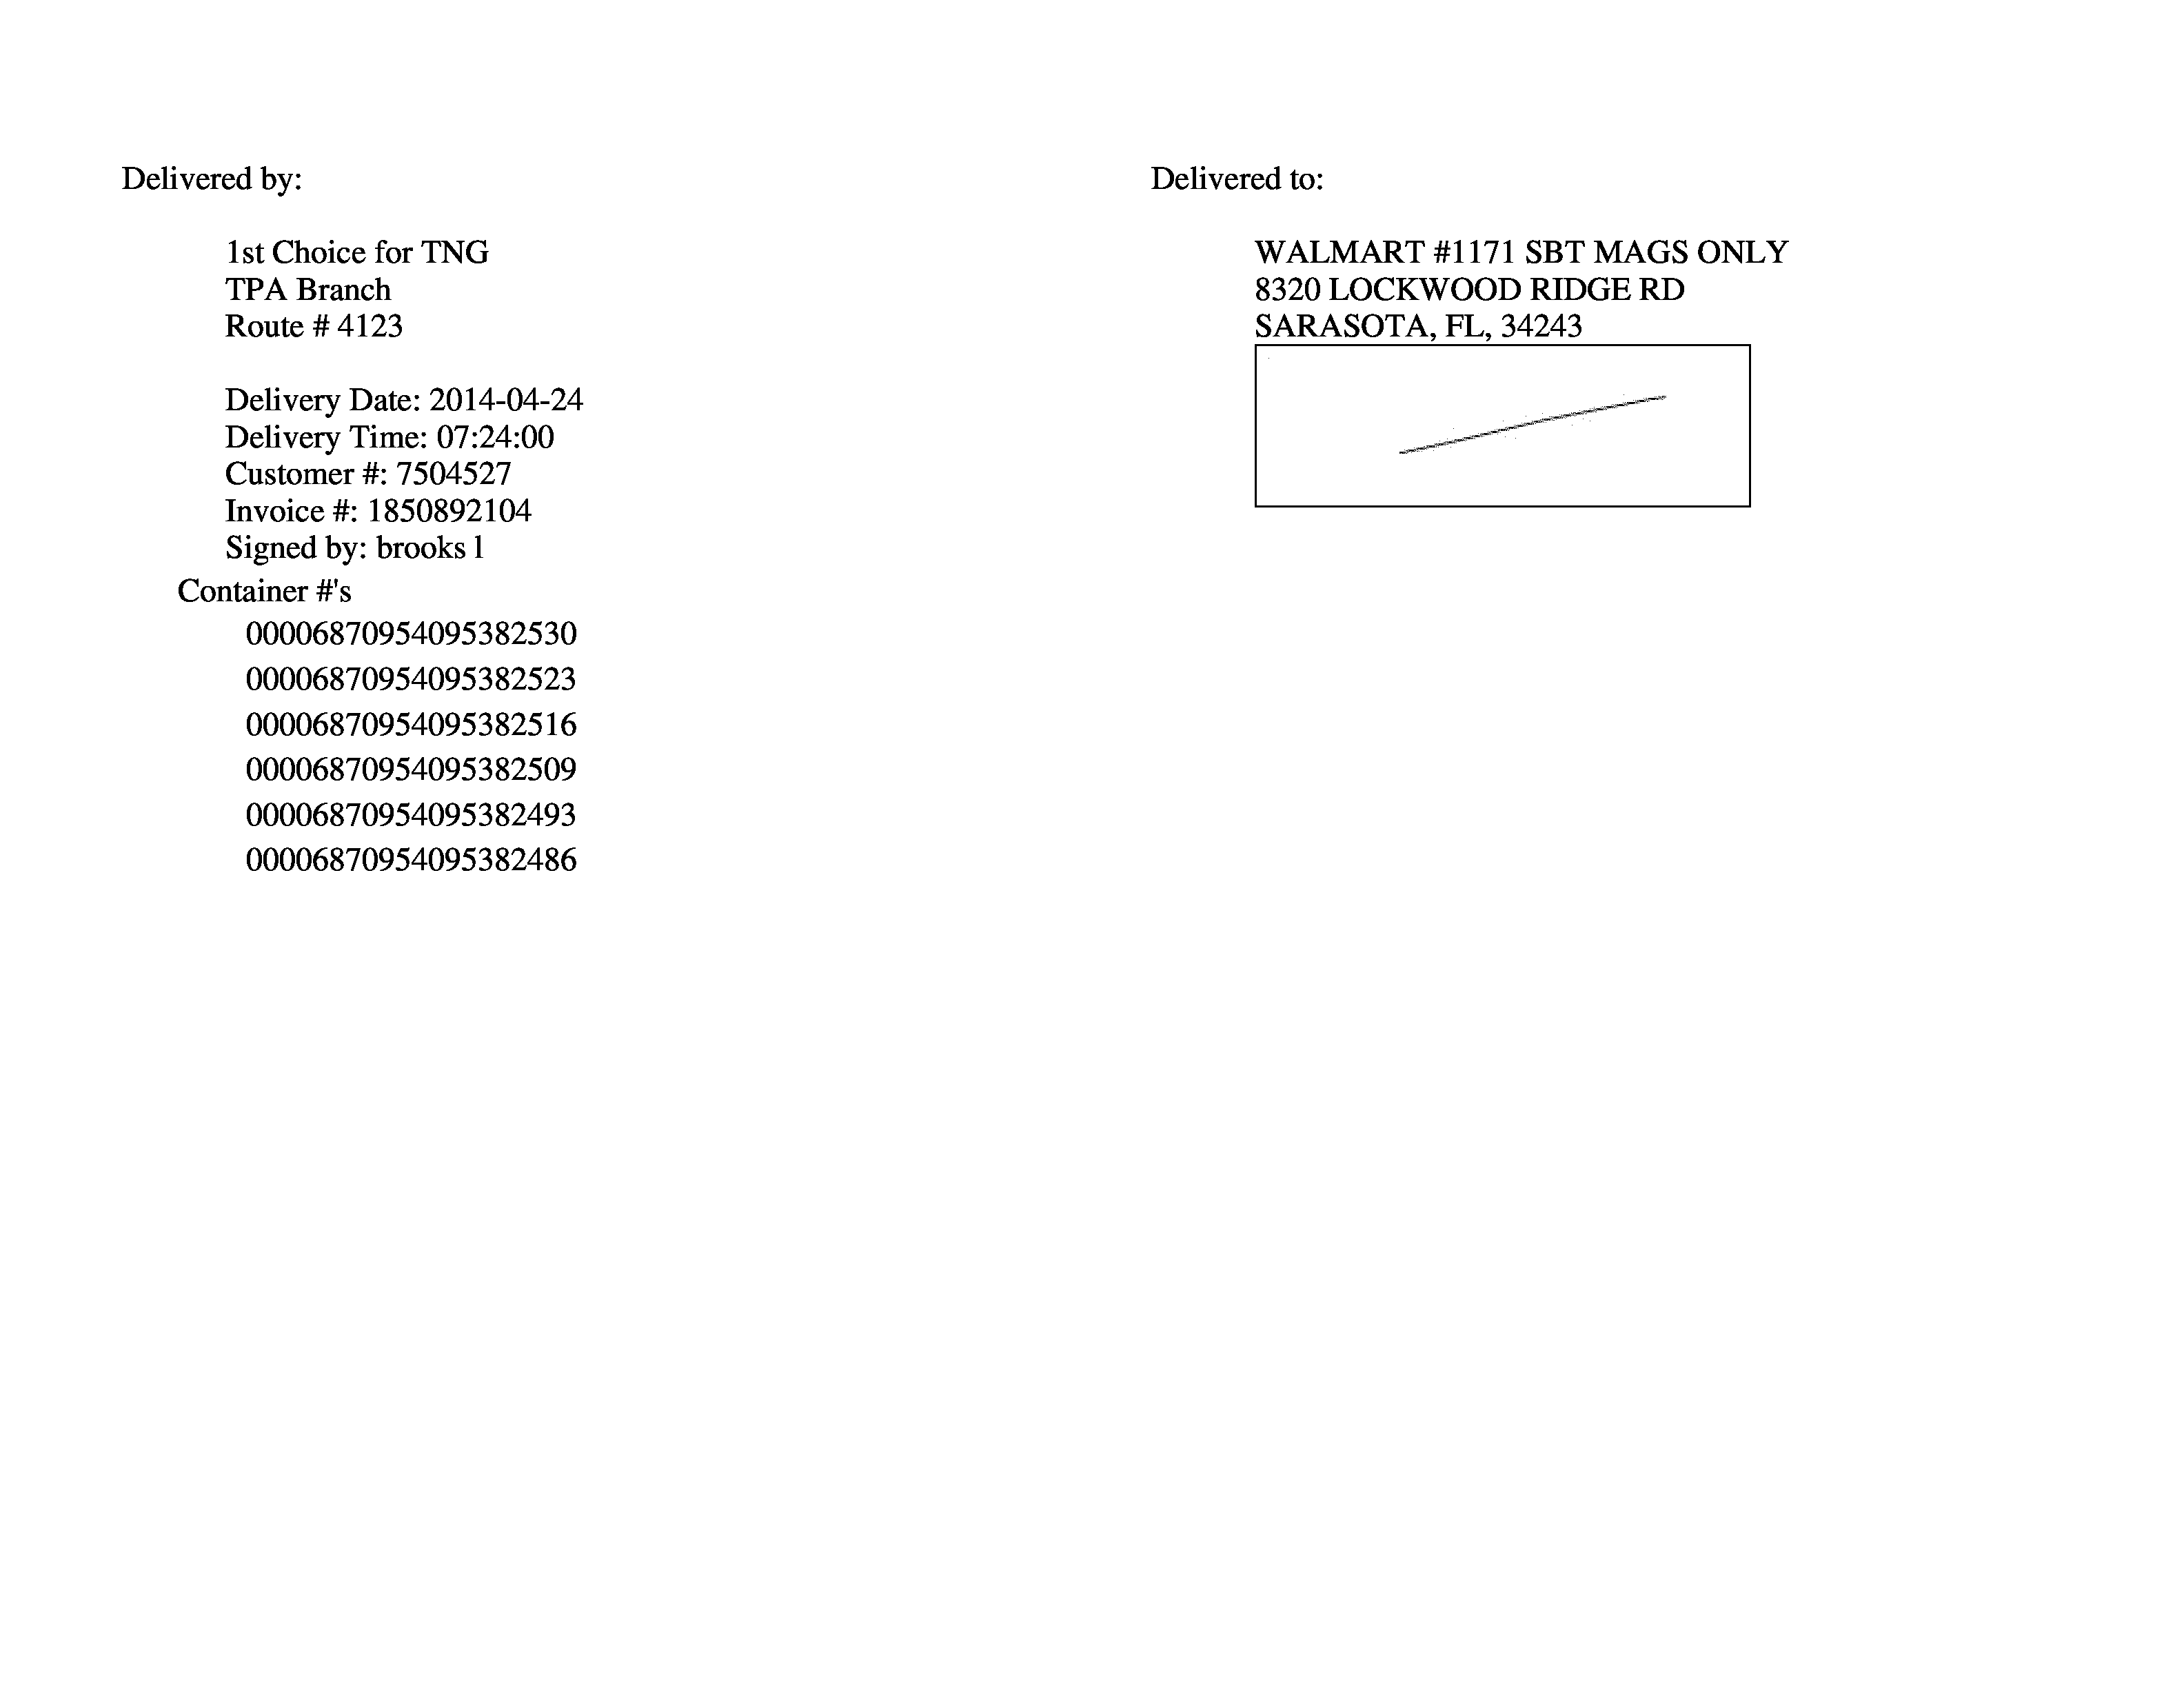 Delivered by:
1st Choice for TNG
TPA Branch
Route # 4123
Delivery Date: 2014-04-24
Delivery Time: 07:24:00
Customer #: 7504527
Invoice #: 1850892104
Signed by: brooks l
Container #'s
00006870954095382530
00006870954095382523
00006870954095382516
00006870954095382509
00006870954095382493
00006870954095382486
Delivered to:
WALMART #1171 SBT MAGS ONLY
8320 LOCKWOOD RIDGE RD
SARASOTA, FL, 34243